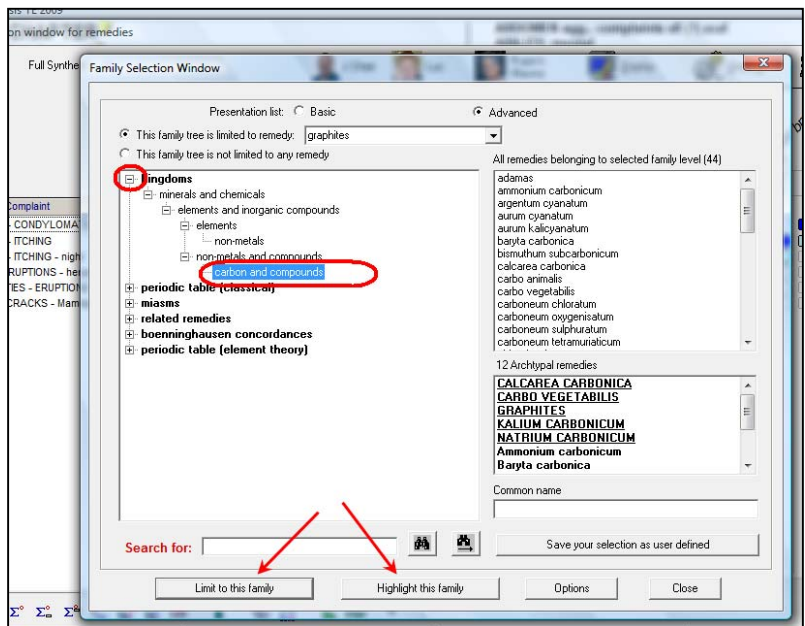 sis TE 2009
on window for remedies
Full Synthe
Family Selection Window
Presentation list: Basic Advanced
This family tree is limited to remedy: graphites
This family tree is not limited to any remedy
All remedies belonging to selected family level (44)
kingdoms
minerals and chemicals
elements and inorganic compounds
elements
non-metals
non-metals and compounds
carbon and compounds
periodic table (classical)
miasms
related remedies
boenninghausen concordances
periodic table (element theory)
adamas
ammonium carbonicum
argentum cyanatum
aurum cyanatum
aurum kalicyanatum
baryta carbonica
bismuthum subcarbonicum
calcarea carbonica
carbo animalis
carbo vegetabilis
carboneum chloratum
carboneum oxygenisatum
carboneum sulphuratum
carboneum tetramuriaticum
12 Archtypal remedies
CALCAREA CARBONICA
CARBO VEGETABILIS
GRAPHITES
KALIUM CARBONICUM
NATRIUM CARBONICUM
Ammonium carbonicum
Baryta carbonica
Common name
Search for:
Save your selection as user defined
Limit to this family Highlight this family Options Close
Complaint
- CONDYLOMA
- ITCHING
- ITCHING - nigh
RUPTIONS - her
TES - ERUPTION
CRACKS - Mam